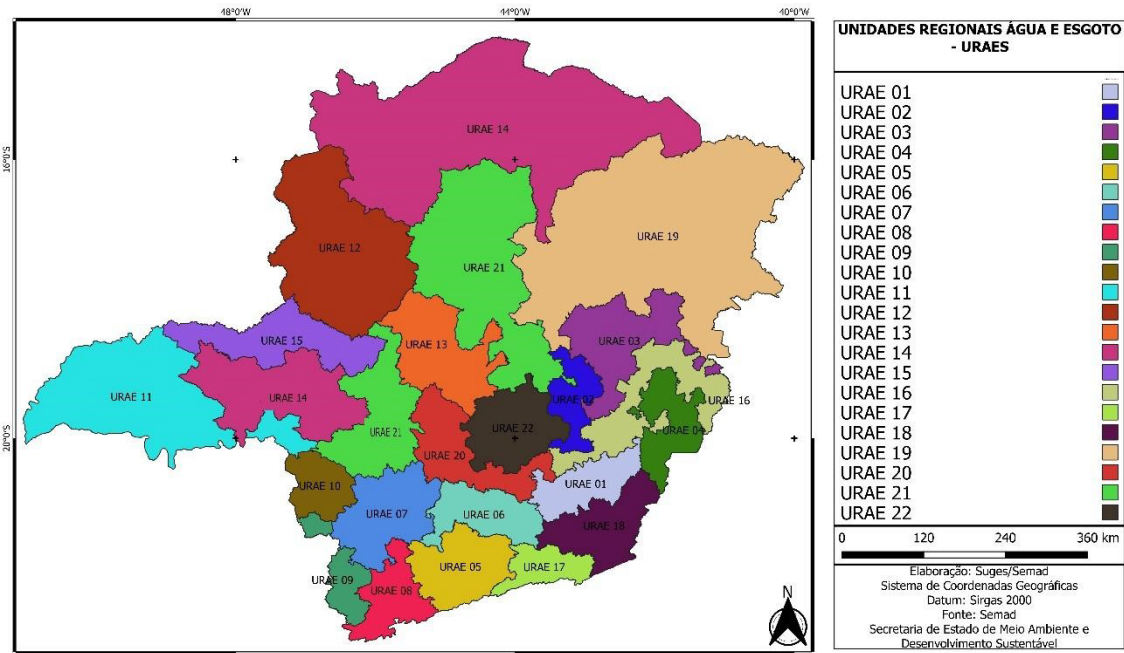 48°0'W
44°0'W
40°0'W
16°0'S
20°0'S
URAE 14
URAE 12
URAE 19
URAE 21
URAE 15
URAE 13
URAE 03
URAE 11
URAE 14
URAE 02
URAE 16
URAE 21
URAE 22
URAE 04
URAE 20
URAE 10
URAE 01
URAE 07
URAE 06
URAE 18
URAE 09
URAE 05
URAE 17
URAE 08
N
UNIDADES REGIONAIS ÁGUA E ESGOTO
- URAES
URAE 01
URAE 02
URAE 03
URAE 04
URAE 05
URAE 06
URAE 07
URAE 08
URAE 09
URAE 10
URAE 11
URAE 12
URAE 13
URAE 14
URAE 15
URAE 16
URAE 17
URAE 18
URAE 19
URAE 20
URAE 21
URAE 22
0 120 240 360 km
Elaboração: Suges/Semad
Sistema de Coordenadas Geográficas
Datum: Sirgas 2000
Fonte: Semad
Secretaria de Estado de Meio Ambiente e
Desenvolvimento Sustentável